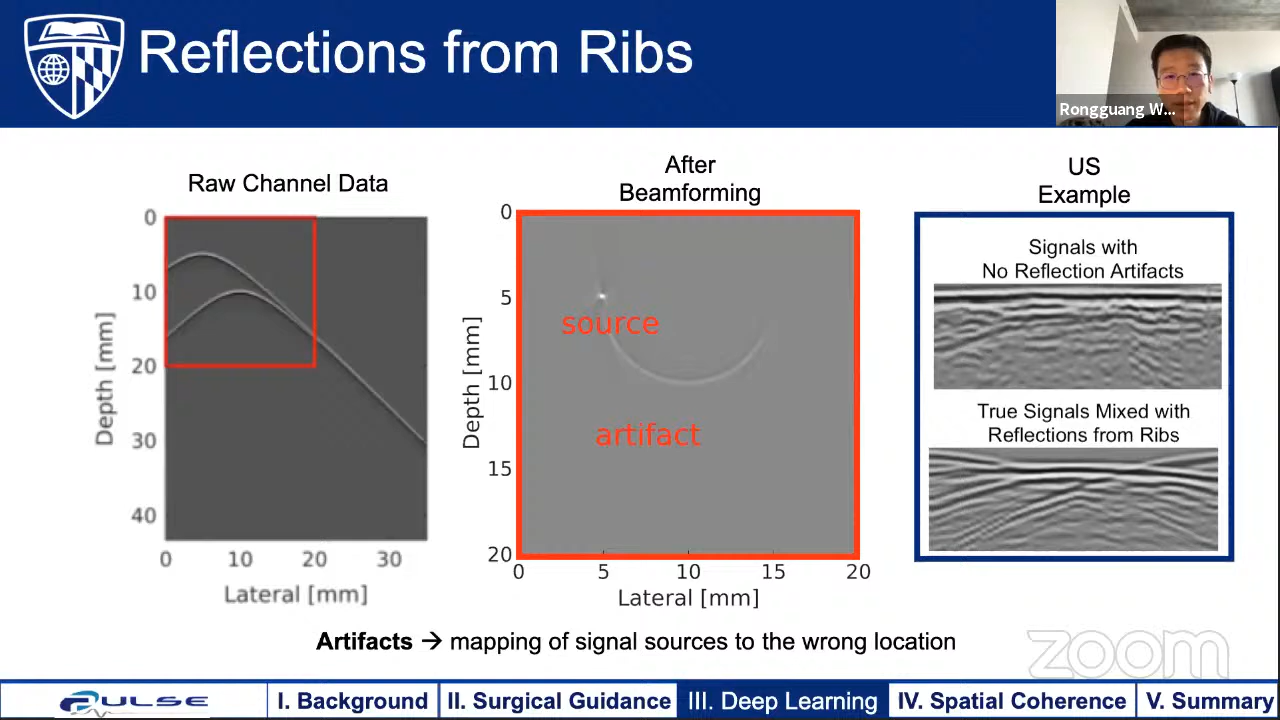 Reflections from Ribs
Rongguang W...
Raw Channel Data
0
10
20
30
40
Depth [mm]
0 10 20 30
Lateral [mm]
After
Beamforming
0
5
10
15
20
Depth [mm]
source
artifact
0 5 10 15 20
Lateral [mm]
US
Example
Signals with
No Reflection Artifacts
True Signals Mixed with
Reflections from Ribs
Artifacts → mapping of signal sources to the wrong location
zoom
PULSE
I. Background
II. Surgical Guidance
III. Deep Learning
IV. Spatial Coherence
V. Summary